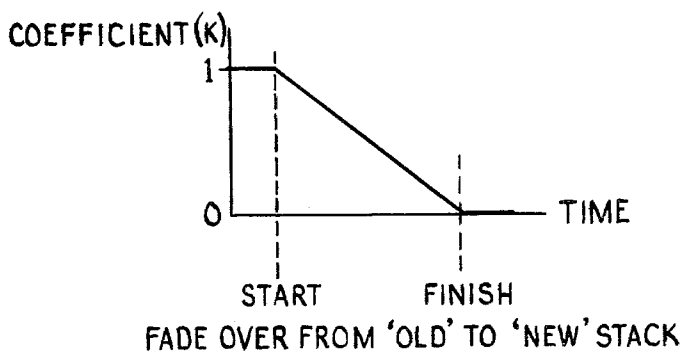 COEFFICIENT (K)
1
0
TIME
START FINISH
FADE OVER FROM 'OLD' TO 'NEW' STACK